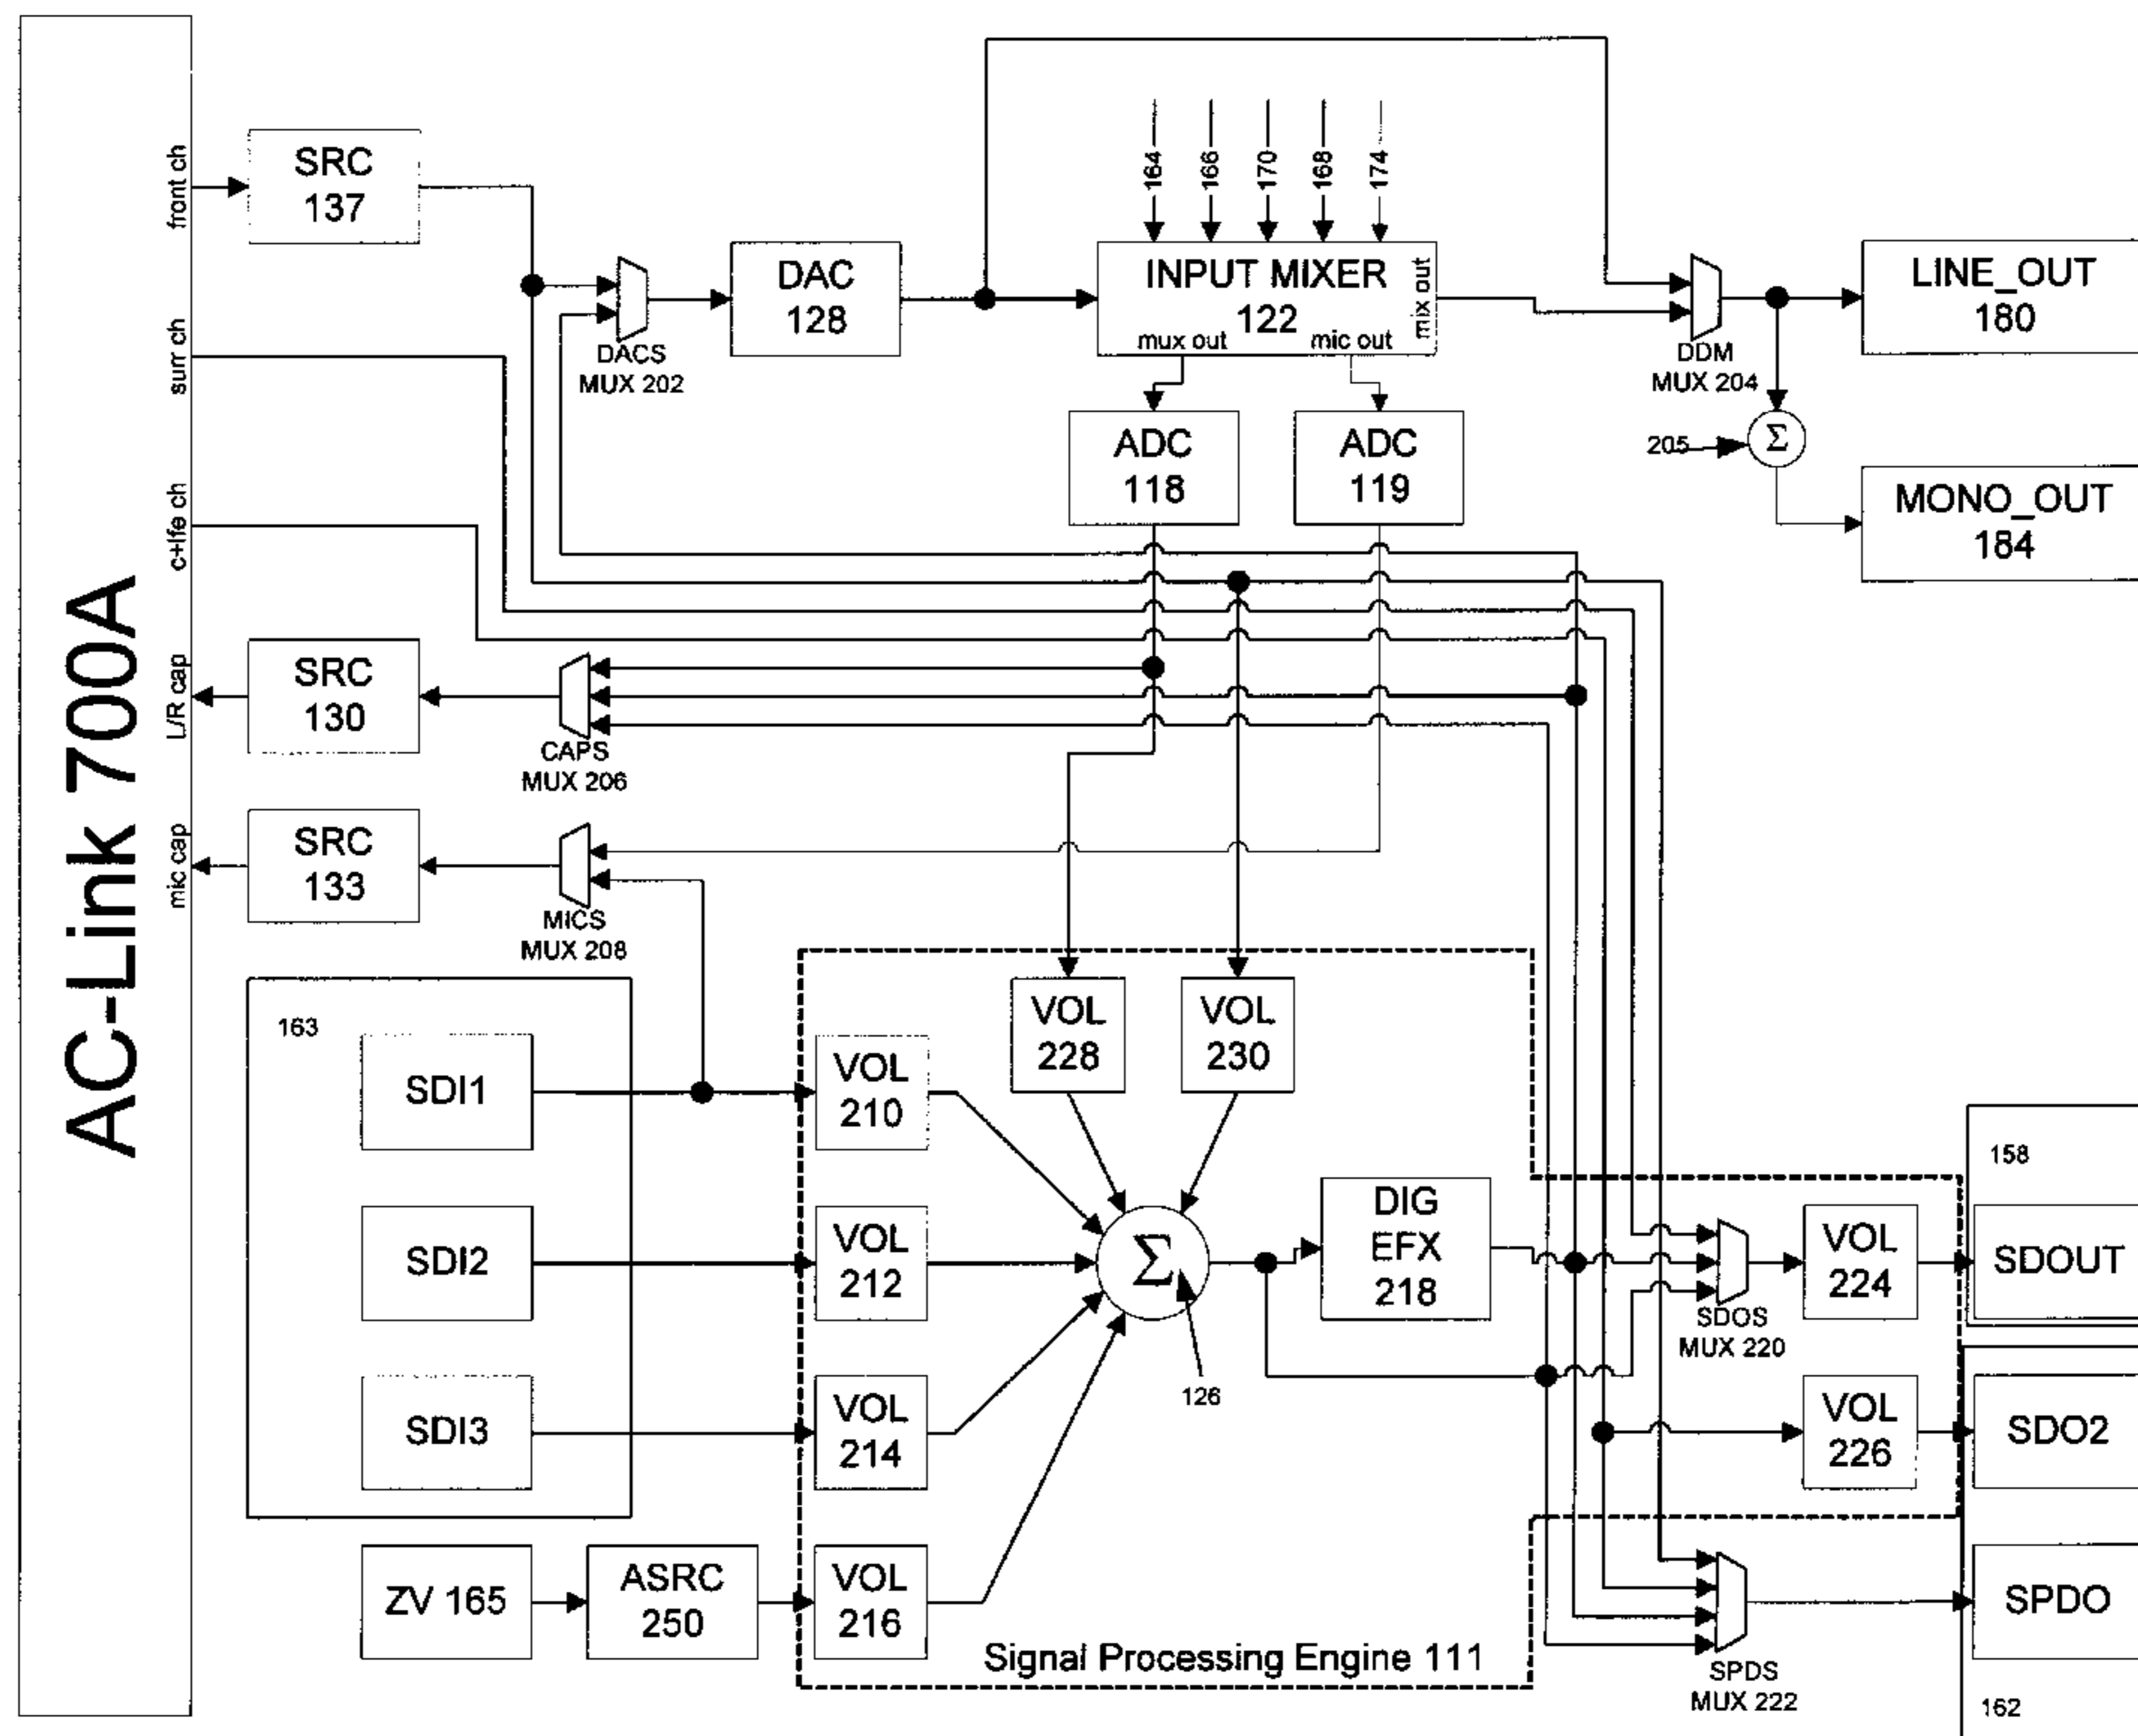 AC-Link 700A
front ch
surr ch
c+lfe ch
L/R cap
mic cap
SRC
137
DACS
MUX 202
DAC
128
164
166
170
168
174
INPUT MIXER
122
mux out
mic out
mix out
DDM
MUX 204
LINE_OUT
180
205
Σ
MONO_OUT
184
ADC
118
ADC
119
SRC
130
CAPS
MUX 206
SRC
133
MICS
MUX 208
163
SDI1
SDI2
SDI3
ZV 165
ASRC
250
VOL
210
VOL
212
VOL
214
VOL
216
VOL
228
VOL
230
Σ
126
DIG
EFX
218
Signal Processing Engine 111
SDOS
MUX 220
VOL
224
VOL
226
SPDS
MUX 222
158
SDOUT
SDO2
SPDO
162